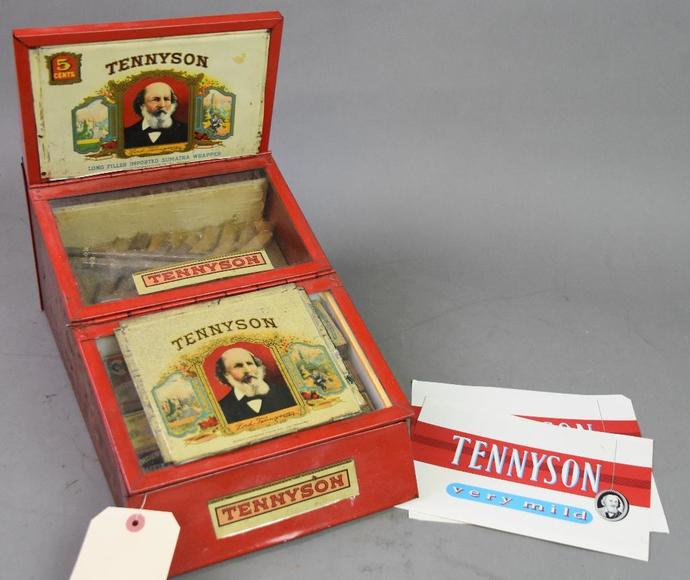 5
CENTS
TENNYSON
LONG FILLER IMPORTED SUMATRA WRAPPER
TENNYSON
TENNYSON
TENNYSON
TENNYSON
very mild